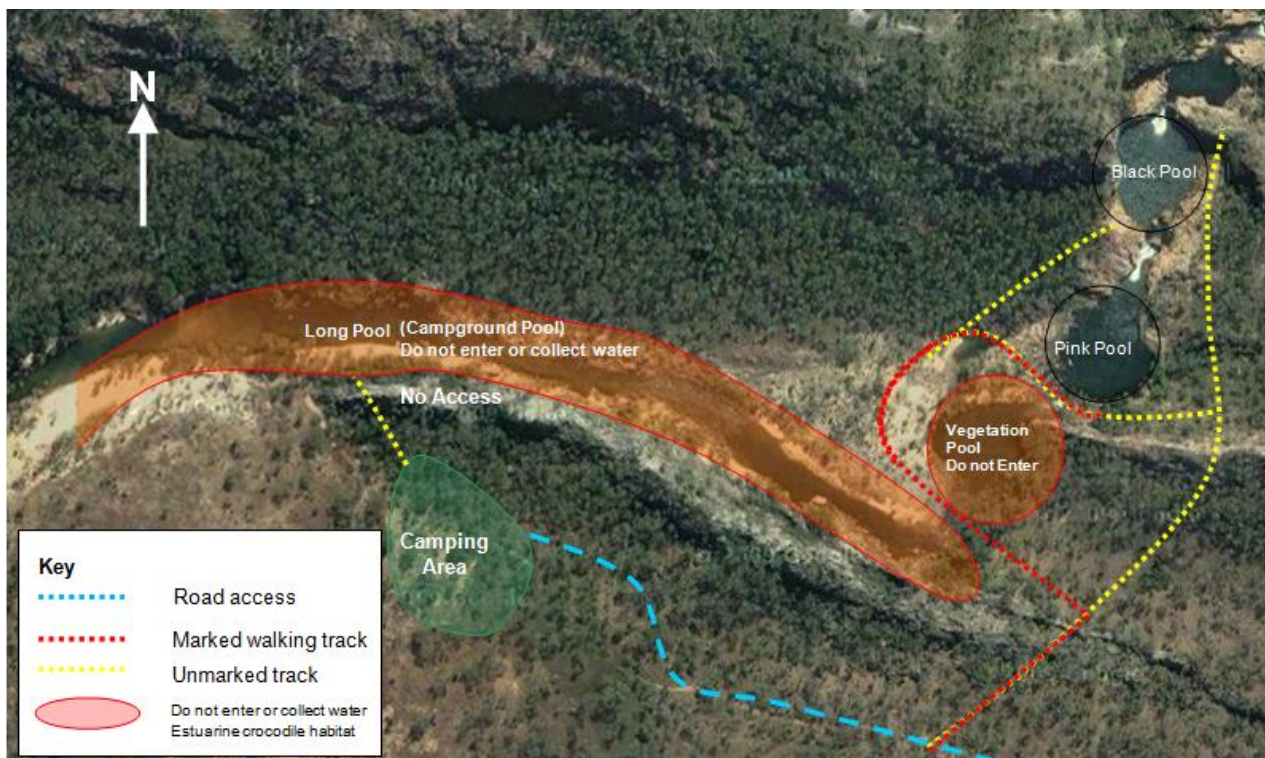 N
Black Pool
Long Pool (Campground Pool)
Do not enter or collect water
Pink Pool
No Access
Vegetation
Pool
Do not Enter
Camping
Area
Key
Road access
Marked walking track
Unmarked track
Do not enter or collect water
Estuarine crocodile habitat